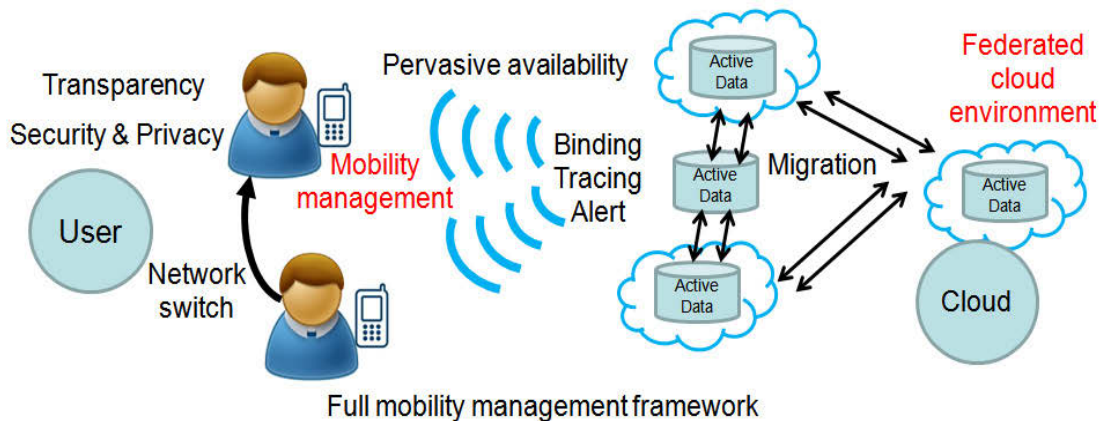 Transparency
Security & Privacy
User
Network
switch
Mobility
management
Pervasive availability
Binding
Tracing
Alert
Active
Data
Active
Data
Active
Data
Migration
Federated
cloud
environment
Active
Data
Cloud
Full mobility management framework